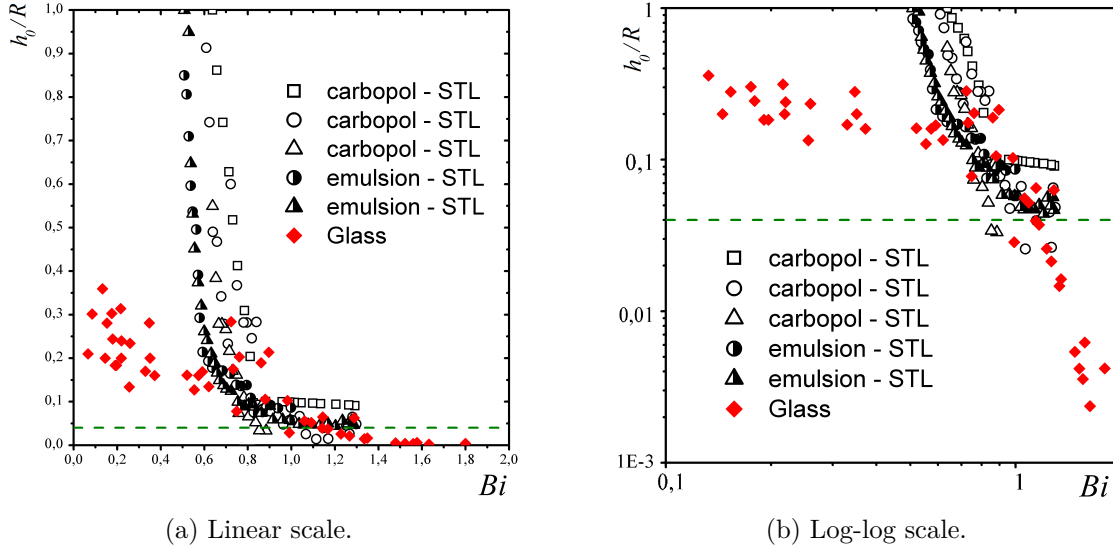 h₀/R
1,0
0,9
0,8
0,7
0,6
0,5
0,4
0,3
0,2
0,1
0,0
0,0 0,2 0,4 0,6 0,8 1,0 1,2 1,4 1,6 1,8 2,0
Bi
carbopol - STL
carbopol - STL
carbopol - STL
emulsion - STL
emulsion - STL
Glass
(a) Linear scale.
h₀/R
1
0,1
0,01
1E-3
0,1 1
Bi
carbopol - STL
carbopol - STL
carbopol - STL
emulsion - STL
emulsion - STL
Glass
(b) Log-log scale.